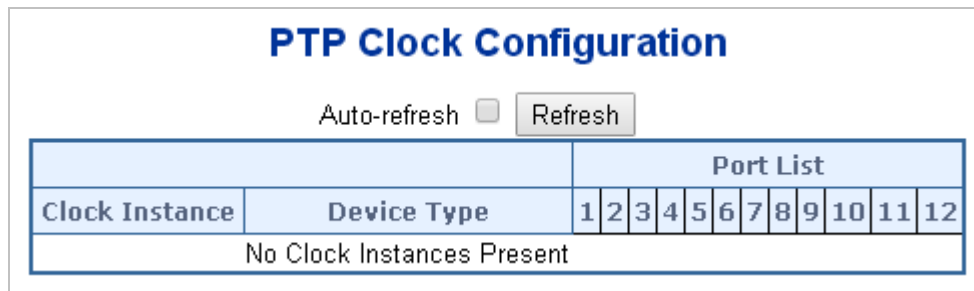 PTP Clock Configuration
Auto-refresh Refresh
Port List
Clock Instance Device Type 1 2 3 4 5 6 7 8 9 10 11 12
No Clock Instances Present